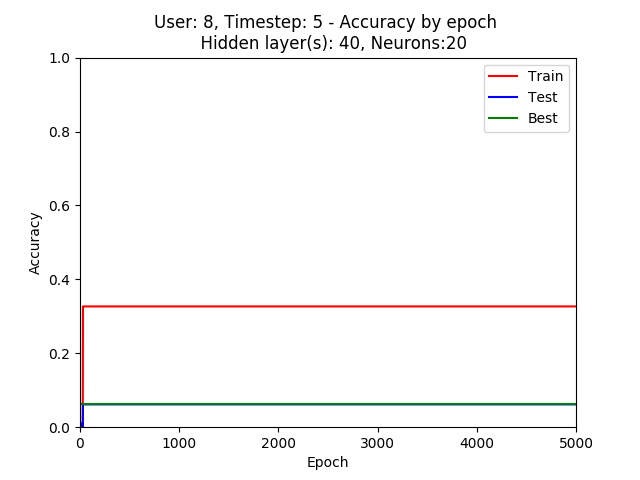 User: 8, Timestep: 5 - Accuracy by epoch
Hidden layer(s): 40, Neurons:20
Train
Test
Best
1.0
0.8
0.6
0.4
0.2
0.0
Accuracy
0 1000 2000 3000 4000 5000
Epoch